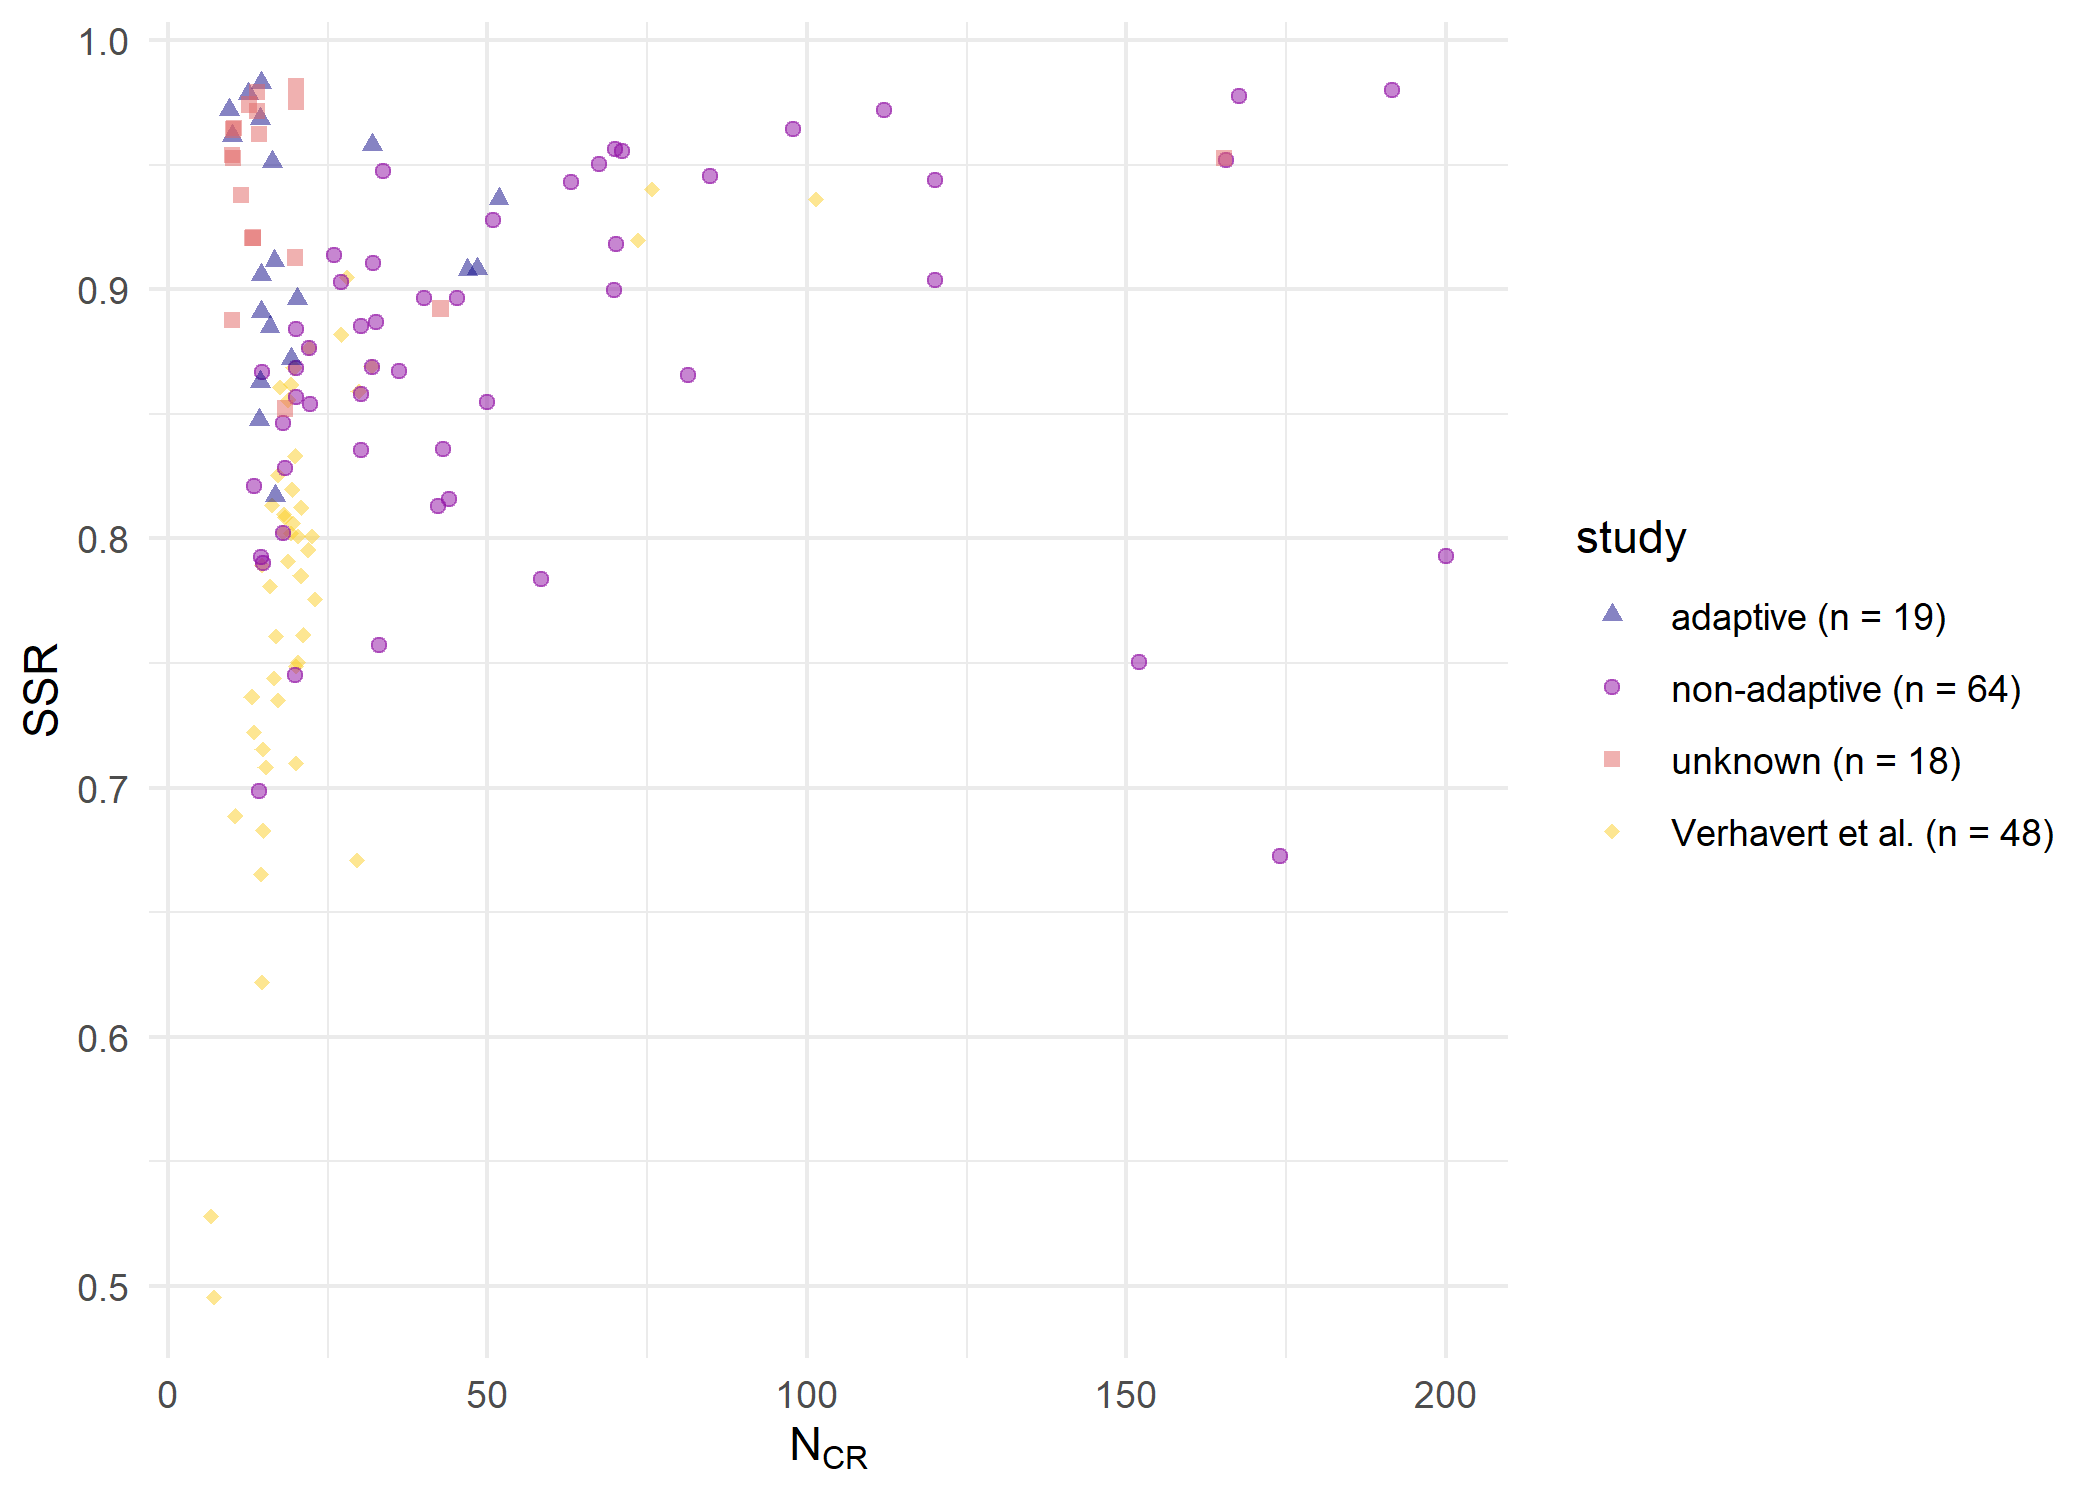 1.0
0.9
0.8
0.7
0.6
0.5
SSR
0
50
100
150
200
N_CR
study
adaptive (n = 19)
non-adaptive (n = 64)
unknown (n = 18)
Verhavert et al. (n = 48)